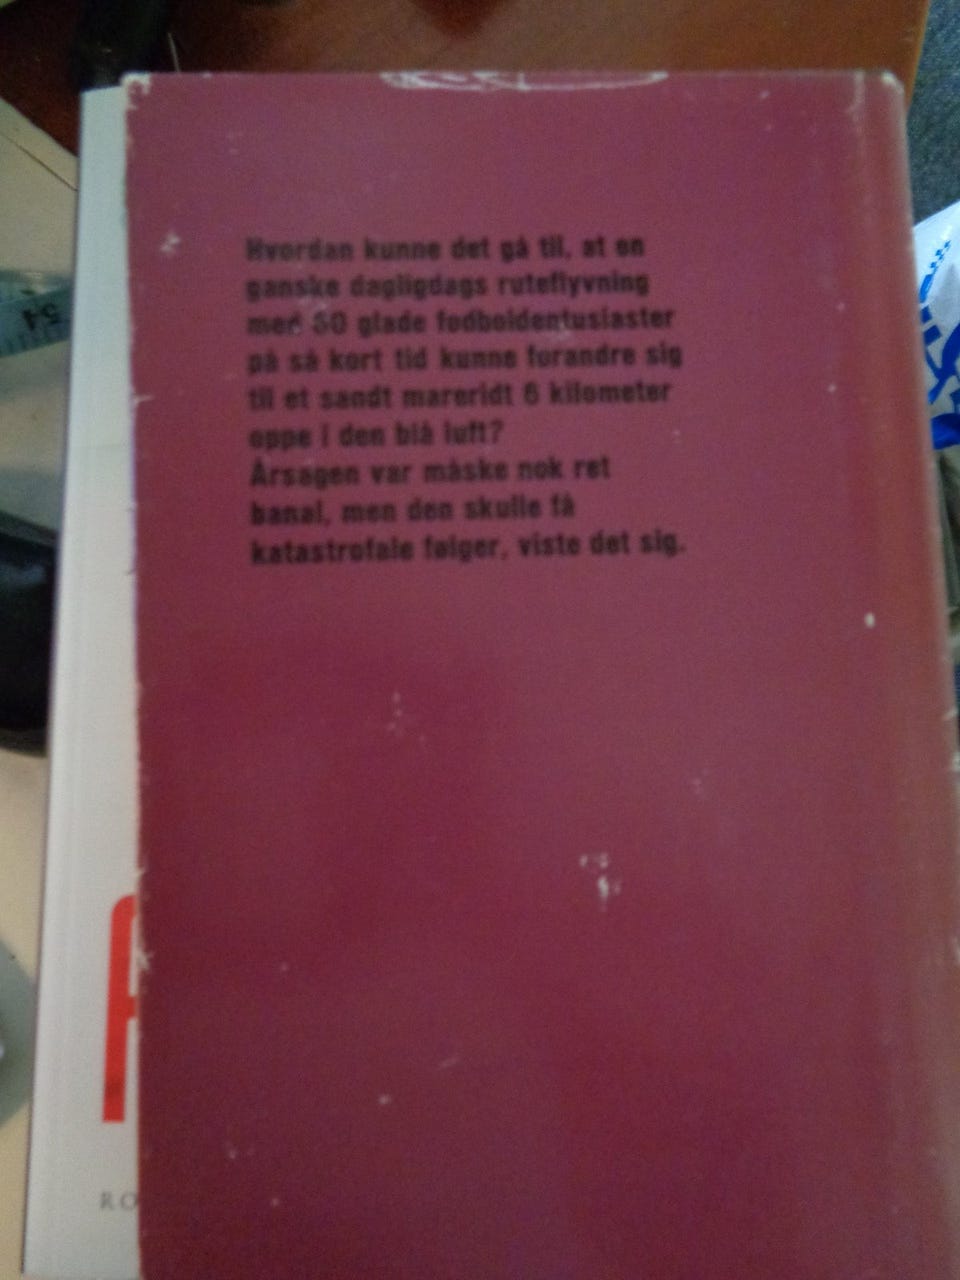 Hvordan kunne det gå til, at en
ganske dagligdags ruteflyvning
med glade fodboldentusiaster
på så kort tid kunne forandre sig
til et sandt mareridt 6 kilometer
oppe i den blå luft?
Årsagen var måske nok ret
banal, men den skulle få
katastrofale følger, viste det sig.
RO
54